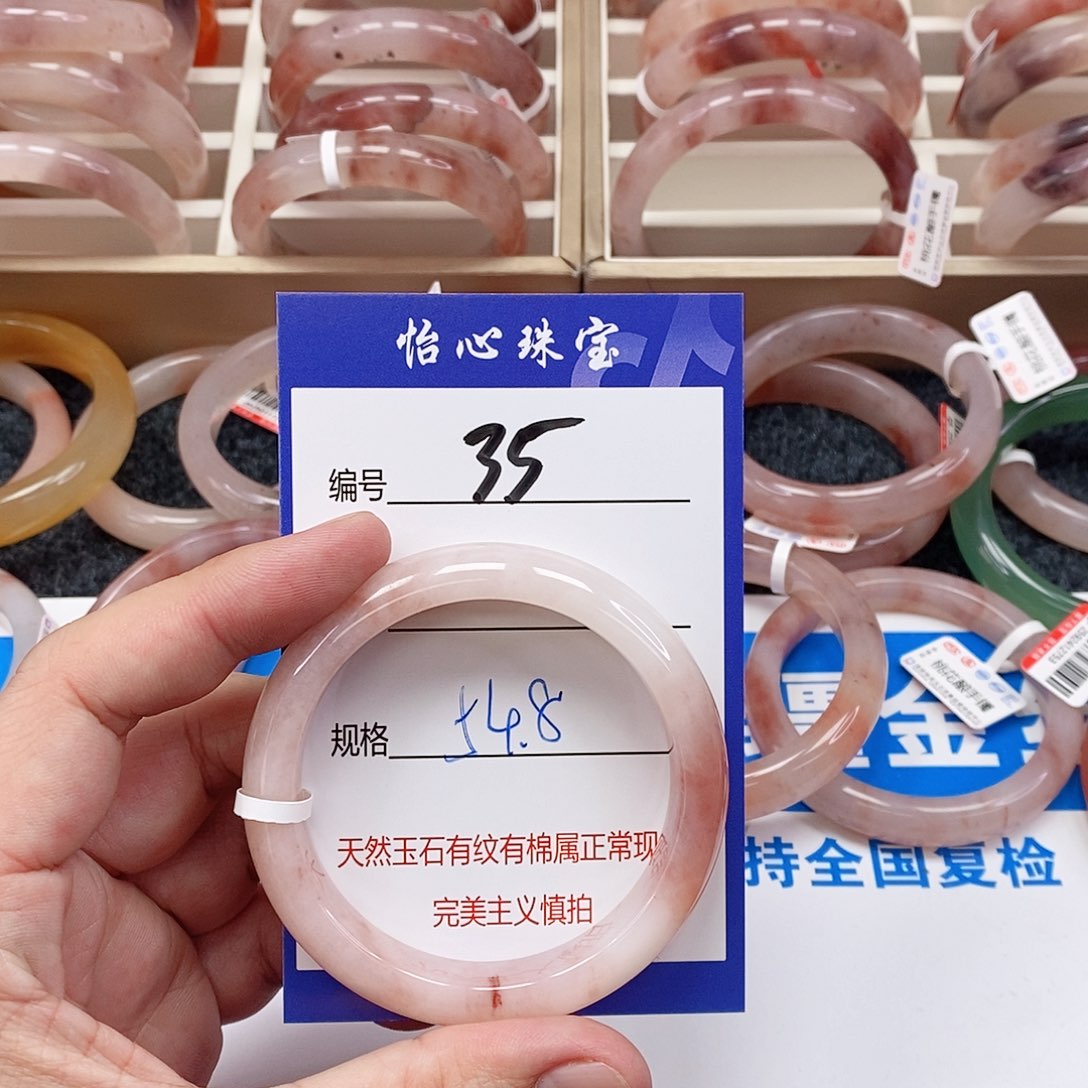 怡心珠宝
编号 35
规格 54.8
天然玉石有纹有棉属正常现
完美主义慎拍
金
持全国复检